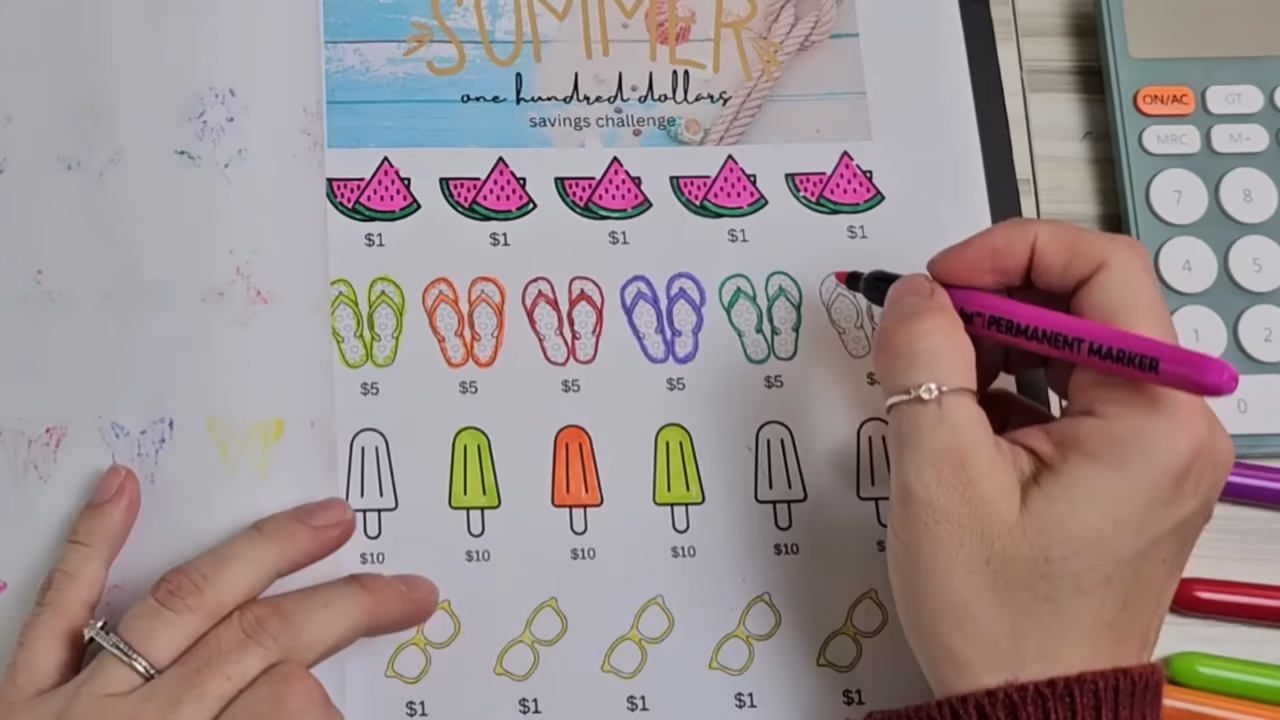 SUMMER
one hundred dollars
savings challenge
$1 $1 $1 $1 $1
$5 $5 $5 $5 $5
$10 $10 $10 $10 $10
$1 $1 $1 $1 $1
PERMANENT MARKER
ON/AC GT
MRC M-
7 8
4 5
1 2
0